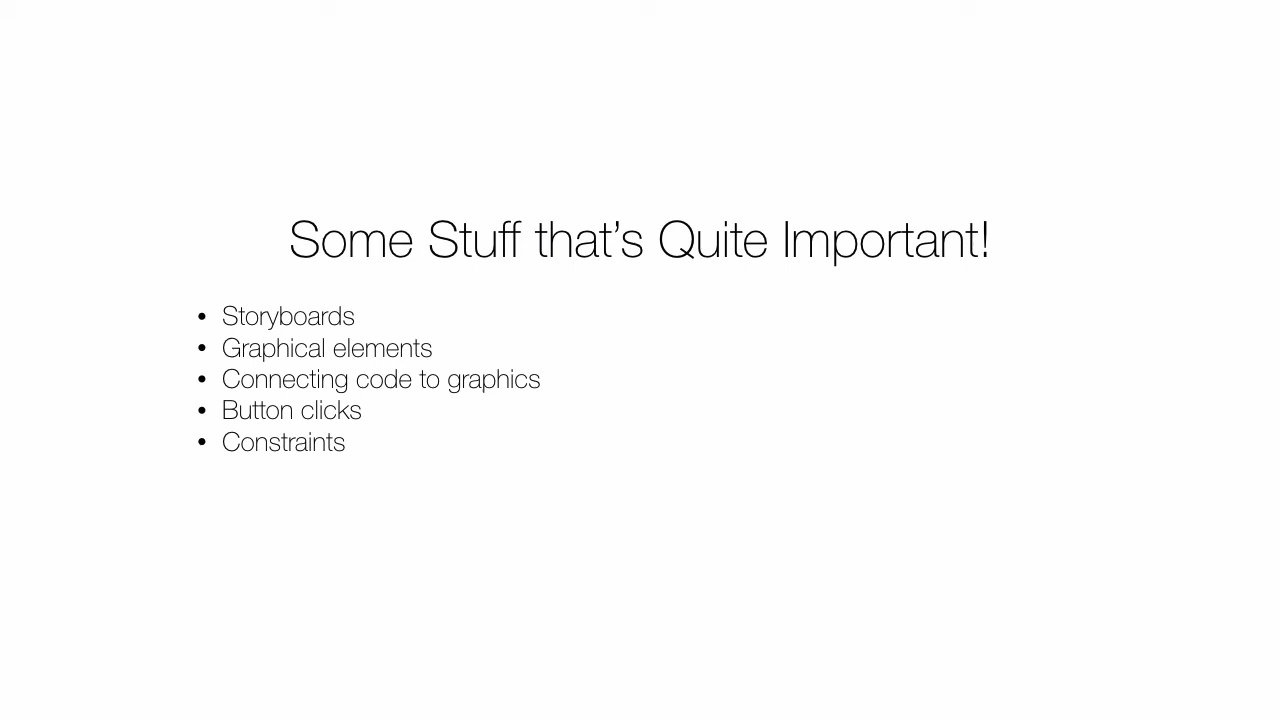 Some Stuff that’s Quite Important!
• Storyboards
• Graphical elements
• Connecting code to graphics
• Button clicks
• Constraints